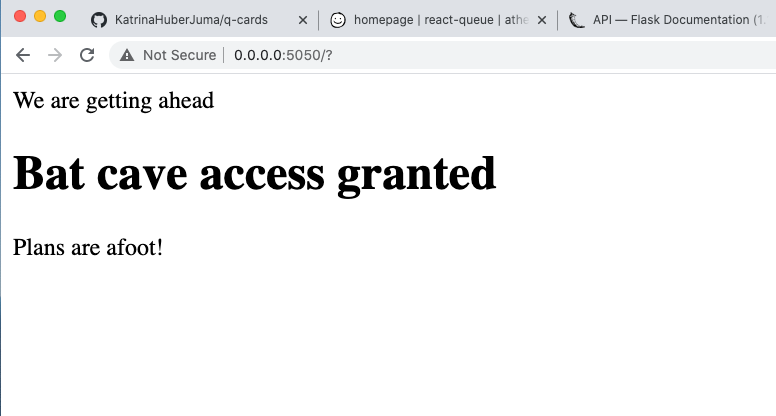 KatrinaHuberJuma/q-cards
homepage | react-queue | athe
API — Flask Documentation (1.
Not Secure | 0.0.0.0:5050/?
We are getting ahead
Bat cave access granted
Plans are afoot!